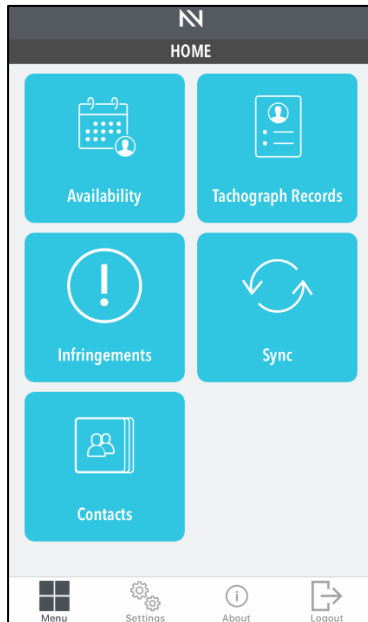 HOME
Availability
Tachograph Records
Infringements
Sync
Contacts
Menu
Settings
About
Logout